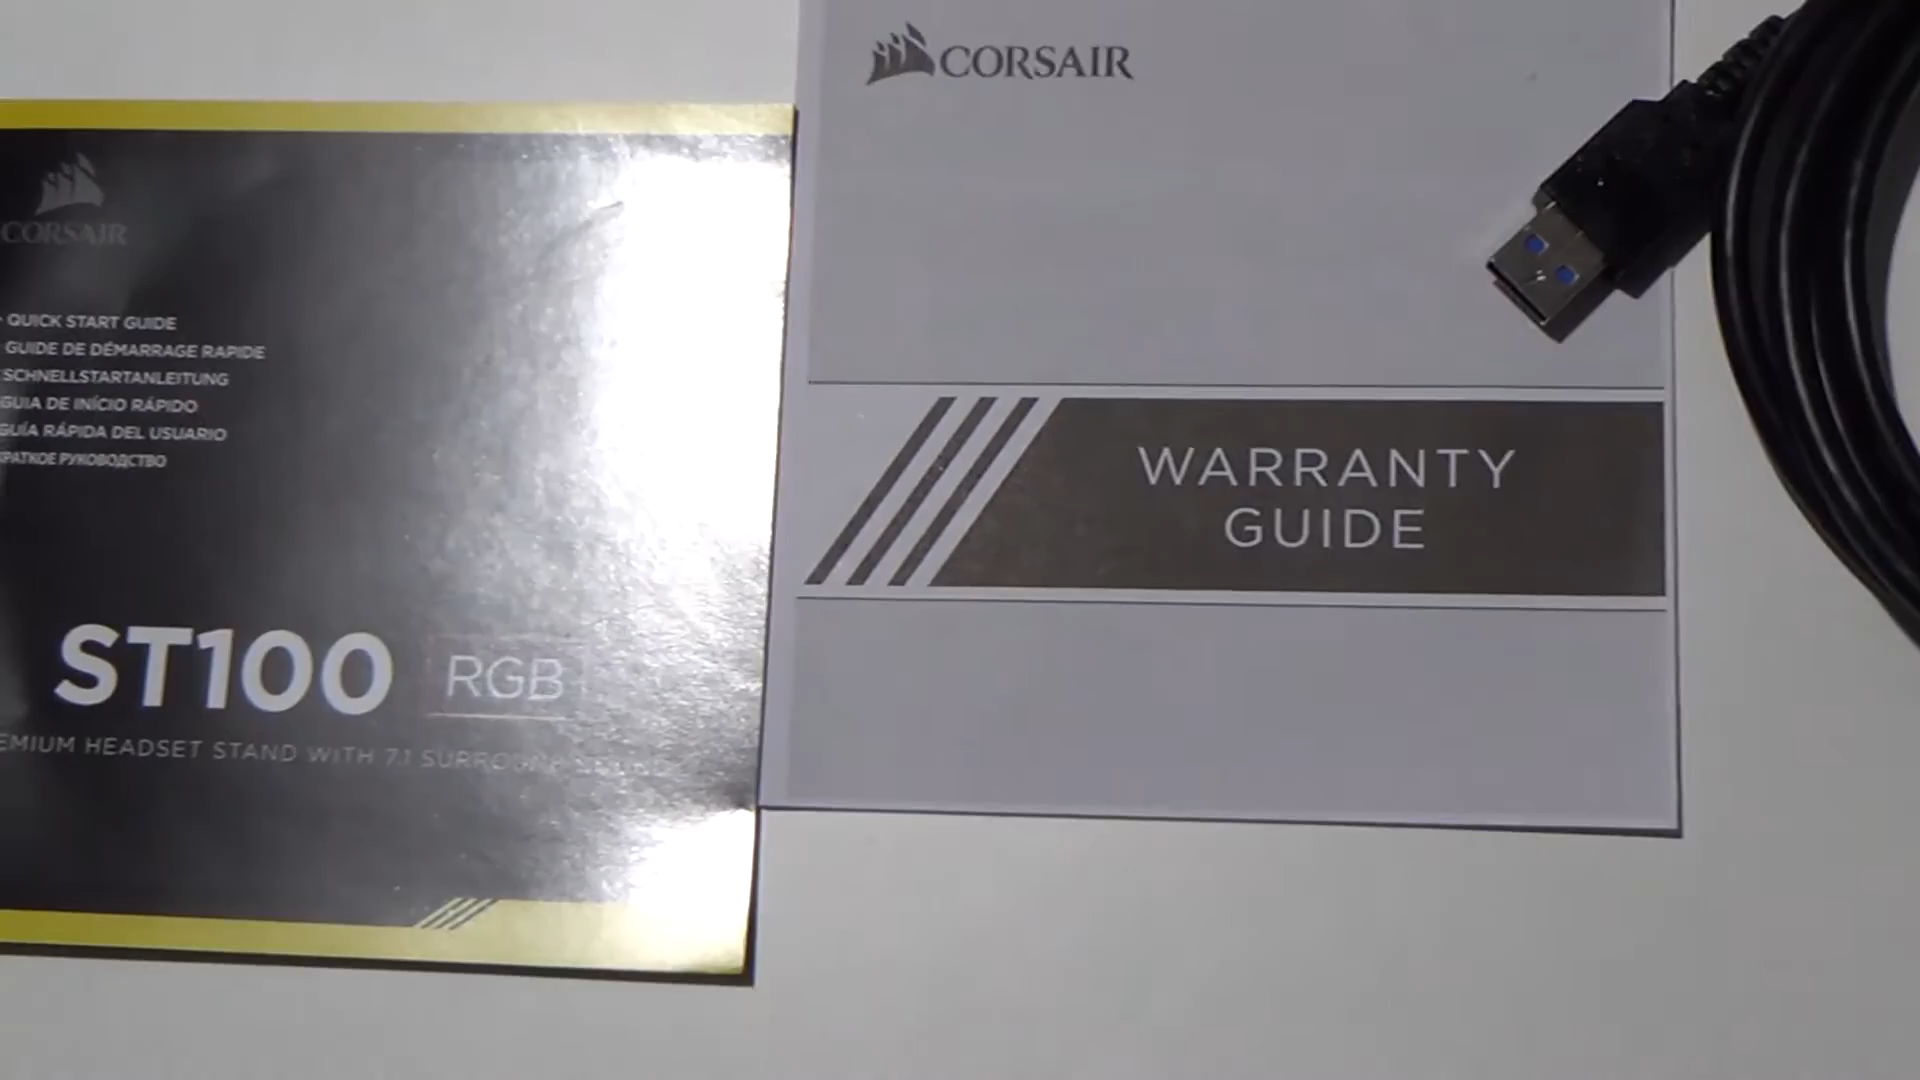 CORSAIR
QUICK START GUIDE
GUIDE DE DÉMARRAGE RAPIDE
SCHNELLSTARTANLEITUNG
GUIA DE INÍCIO RÁPIDO
GUÍA RÁPIDA DEL USUARIO
РУКОВОДСТВО
ST100 RGB
HEADSET STAND WITH 7.1
CORSAIR
WARRANTY
GUIDE